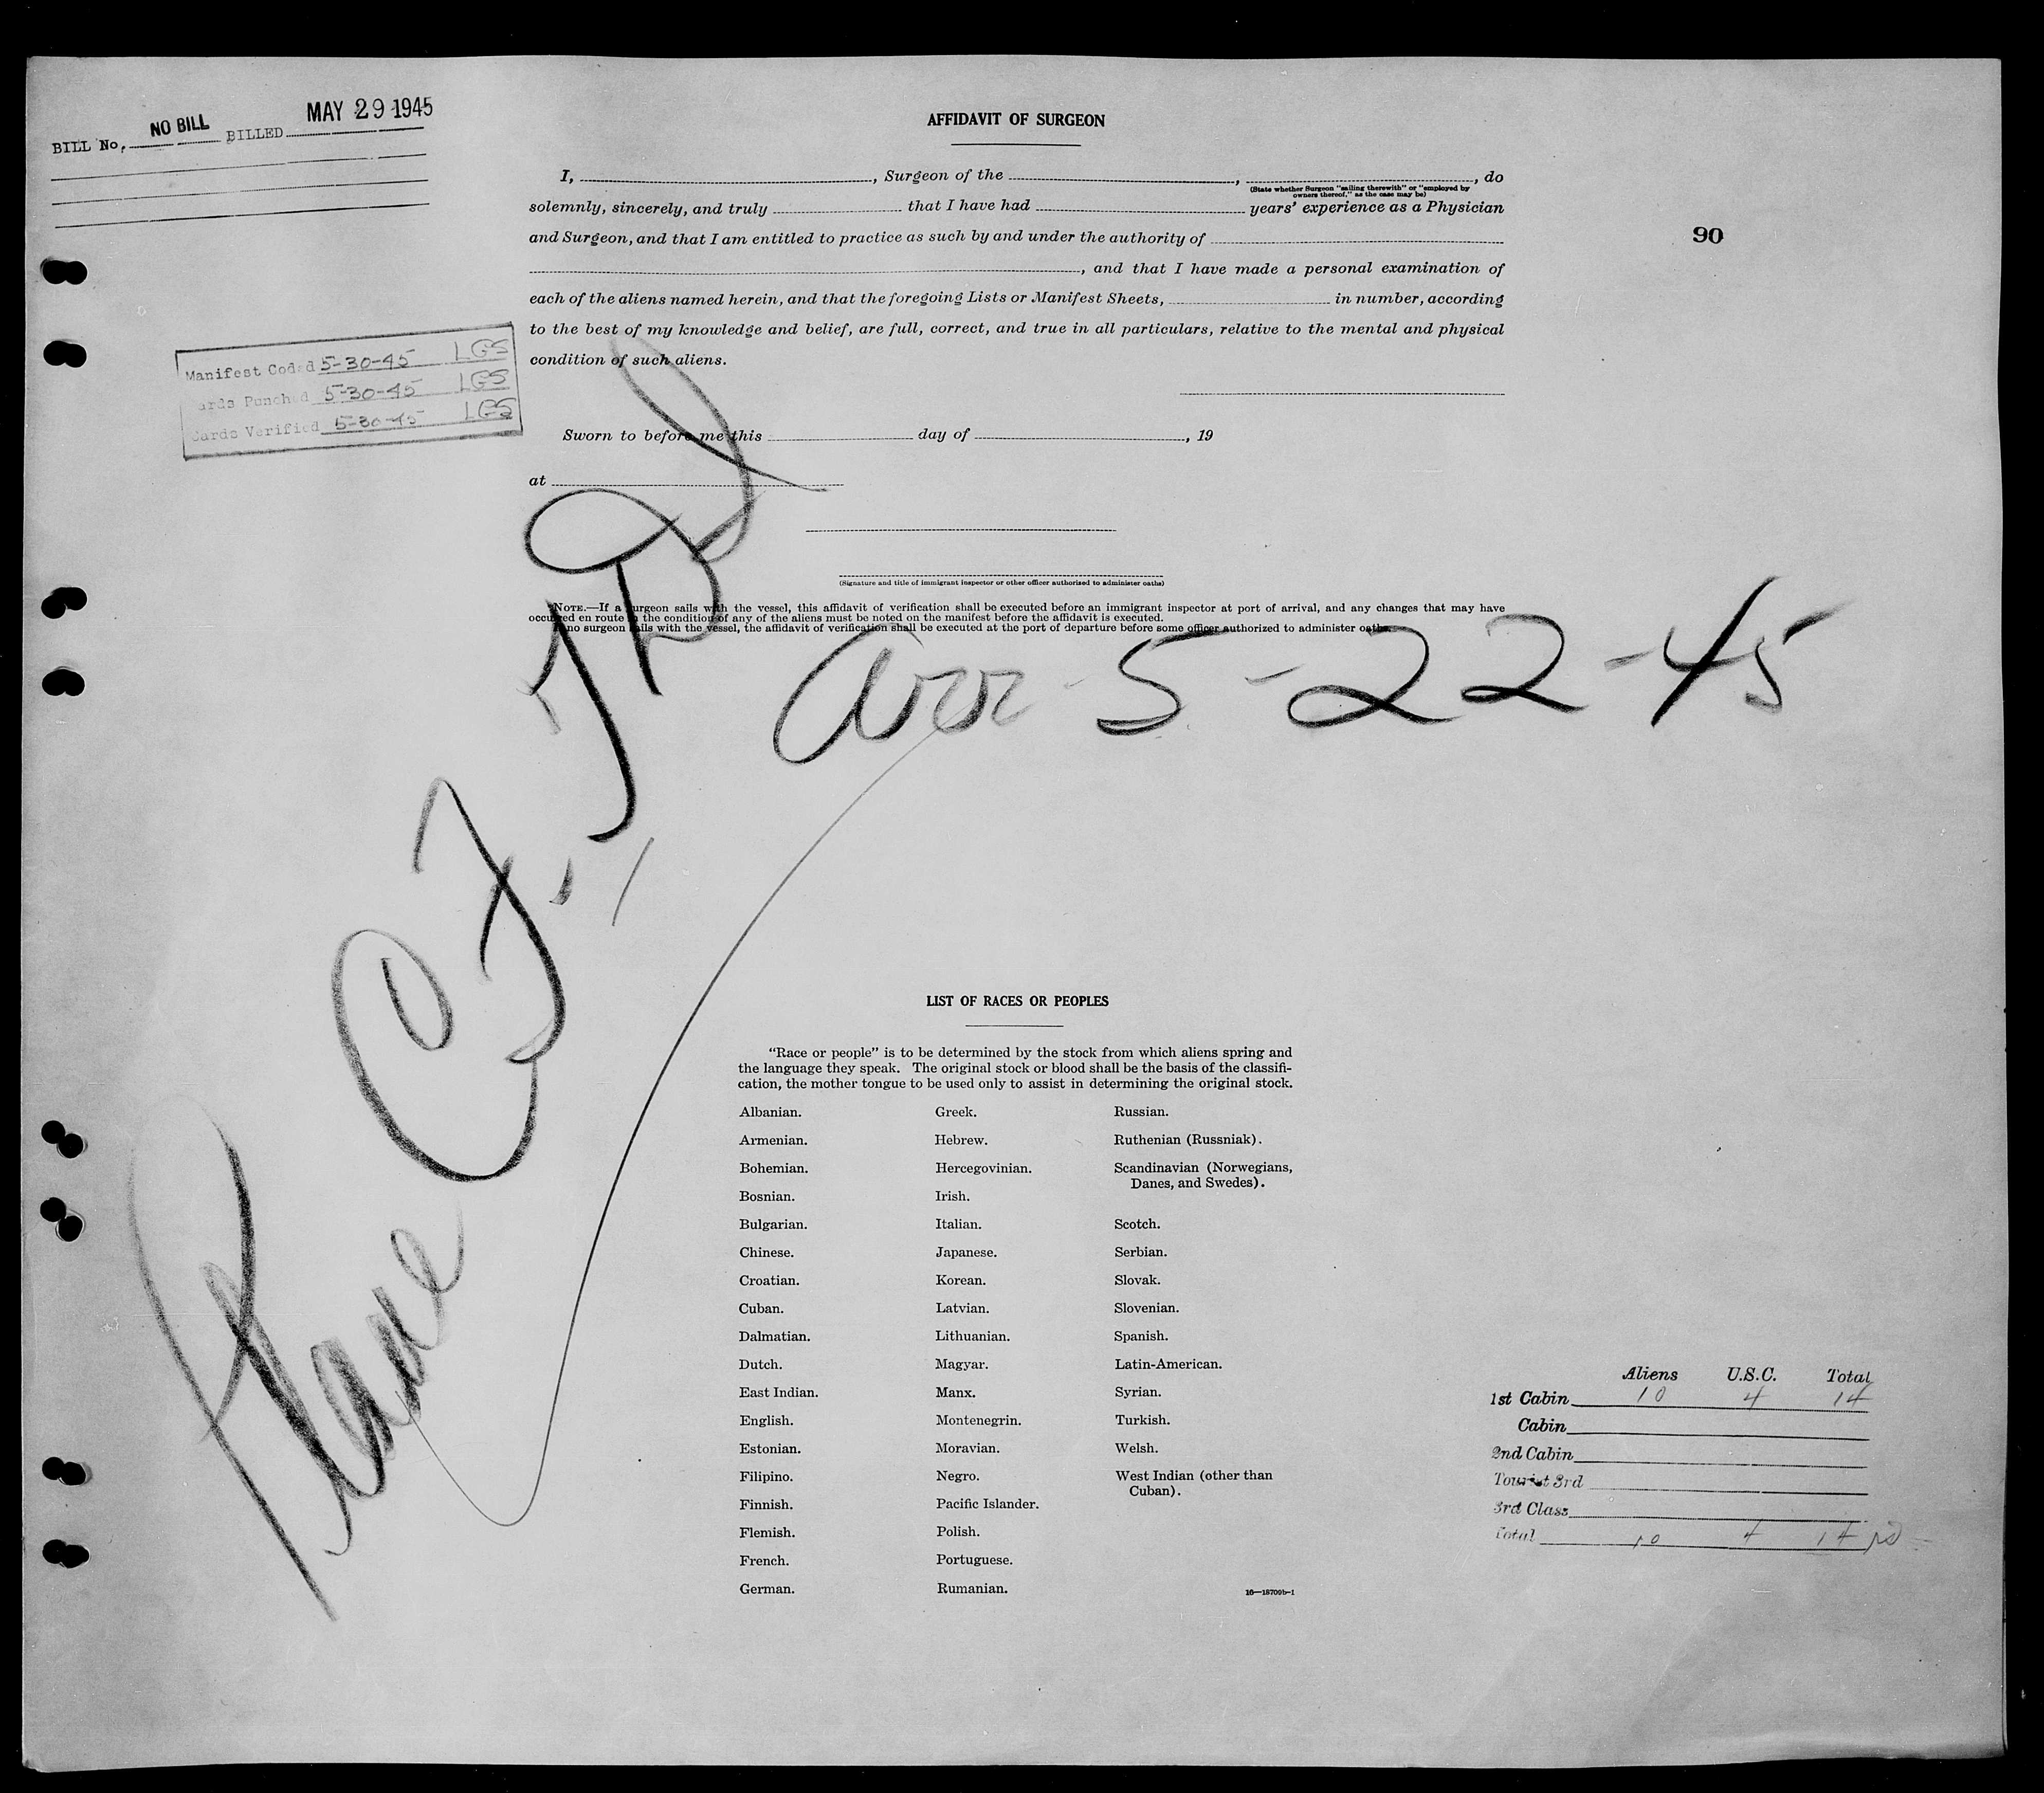 BILL No. NO BILL BILLED MAY 29 1945
AFFIDAVIT OF SURGEON
I, , Surgeon of the , , do
(State whether Surgeon "sailing therewith" or "employed by
owners thereof," as the case may be)
solemnly, sincerely, and truly that I have had years' experience as a Physician
and Surgeon, and that I am entitled to practice as such by and under the authority of
90
, and that I have made a personal examination of
each of the aliens named herein, and that the foregoing Lists or Manifest Sheets, in number, according
to the best of my knowledge and belief, are full, correct, and true in all particulars, relative to the mental and physical
condition of such aliens.
Manifest Coded 5-30-45 LGS
Cards Punched 5-30-45 LGS
Cards Verified 5-30-45 LGS
Sworn to before me this day of , 19
at
(Signature and title of immigrant inspector or other officer authorized to administer oaths)
NOTE.—If a surgeon sails with the vessel, this affidavit of verification shall be executed before an immigrant inspector at port of arrival, and any changes that may have
occurred en route in the condition of any of the aliens must be noted on the manifest before the affidavit is executed.
If no surgeon sails with the vessel, the affidavit of verification shall be executed at the port of departure before some officer authorized to administer oaths.
Arr 5-22-45
Plane
LIST OF RACES OR PEOPLES
"Race or people" is to be determined by the stock from which aliens spring and
the language they speak. The original stock or blood shall be the basis of the classifi-
cation, the mother tongue to be used only to assist in determining the original stock.
Albanian. Greek. Russian.
Armenian. Hebrew. Ruthenian (Russniak).
Bohemian. Hercegovinian. Scandinavian (Norwegians,
Danes, and Swedes).
Bosnian. Irish.
Bulgarian. Italian. Scotch.
Chinese. Japanese. Serbian.
Croatian. Korean. Slovak.
Cuban. Latvian. Slovenian.
Dalmatian. Lithuanian. Spanish.
Dutch. Magyar. Latin-American.
East Indian. Manx. Syrian.
English. Montenegrin. Turkish.
Estonian. Moravian. Welsh.
Filipino. Negro. West Indian (other than
Cuban).
Finnish. Pacific Islander.
Flemish. Polish.
French. Portuguese.
German. Rumanian.
16—18709b-1
Aliens U.S.C. Total
1st Cabin 10 4 14
Cabin
2nd Cabin
Tourist 3rd
3rd Class
Total 10 4 14